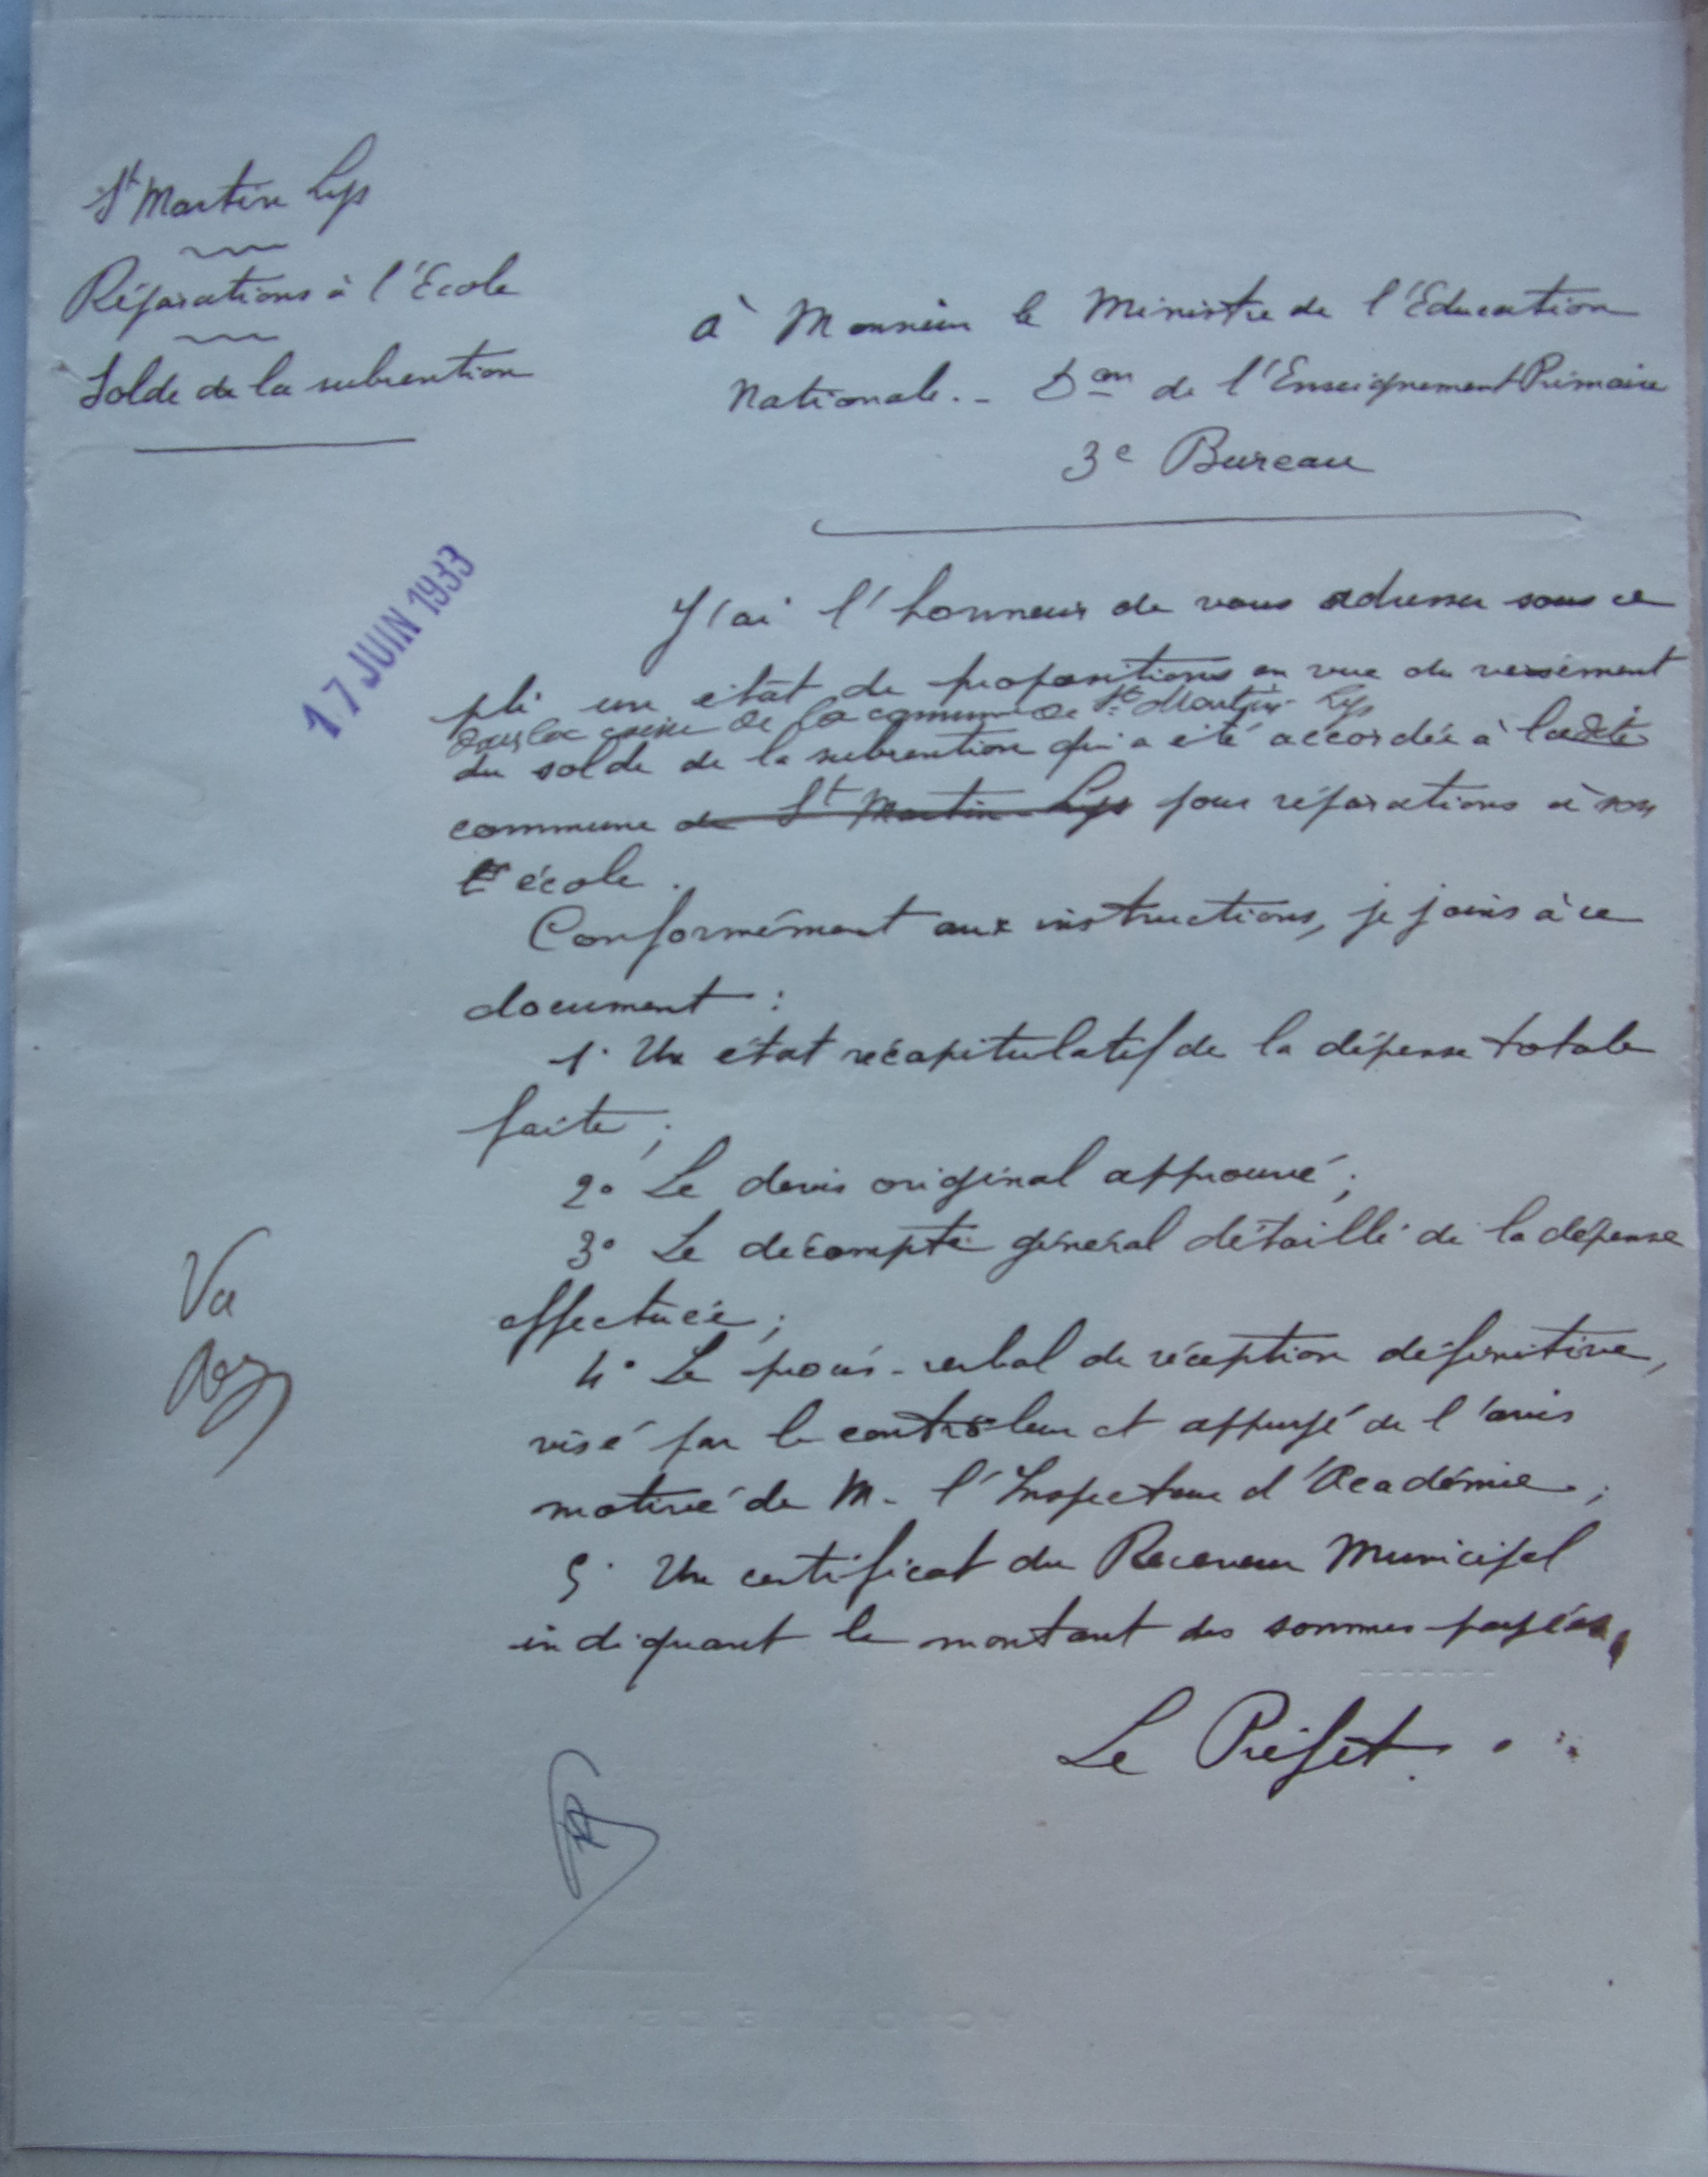 St Martin Lys
Réparations à l'Ecole
Solde de la subvention
à Monsieur le Ministre de l'Education
Nationale.- Don de l'Enseignement Primaire
3e Bureau
17 JUIN 1933
J'ai l'honneur de vous adresser sous ce
pli un état de propositions en vue du versement
dans la caisse de la commune de St Martin Lys
du solde de la subvention qui a été accordée à ladite
commune de St Martin Lys pour réparations à son
école.
Conformément aux instructions, je joins à ce
document :
1° Un état récapitulatif de la dépense totale
faite ;
2° Le devis original approuvé ;
3° Le décompte général détaillé de la dépense
effectuée ;
4° Le procès-verbal de réception définitive,
visé par le contrôleur et appuyé de l'avis
motivé de M. l'Inspecteur d'Académie ;
5° Un certificat du Receveur Municipal
indiquant le montant des sommes payées.
Vu
Le Préfet.